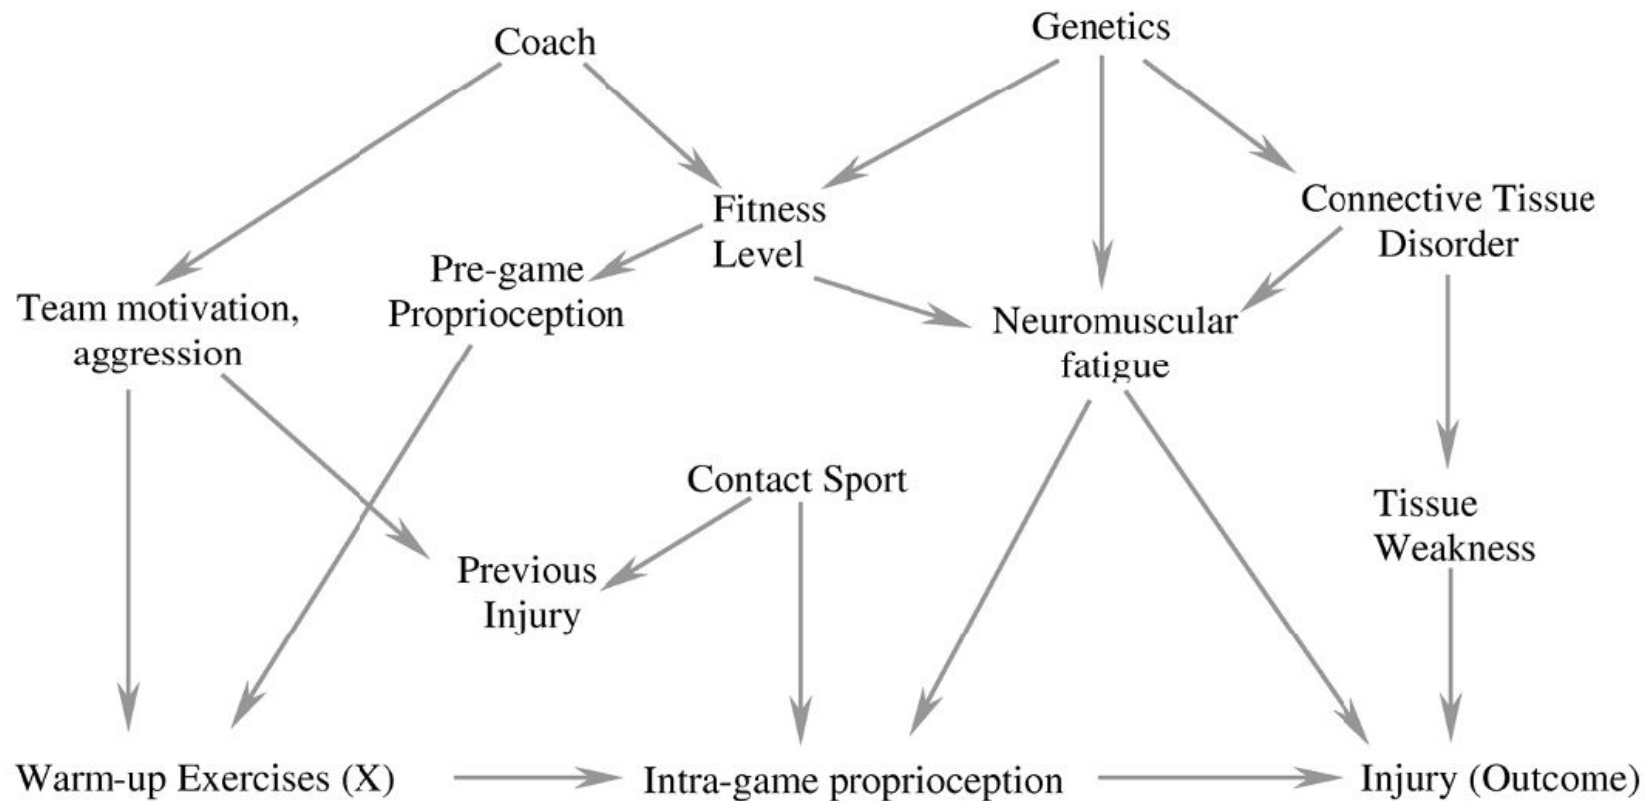 Coach
Genetics
Fitness
Level
Connective Tissue
Disorder
Pre-game
Proprioception
Team motivation,
aggression
Neuromuscular
fatigue
Contact Sport
Tissue
Weakness
Previous
Injury
Warm-up Exercises (X)
Intra-game proprioception
Injury (Outcome)